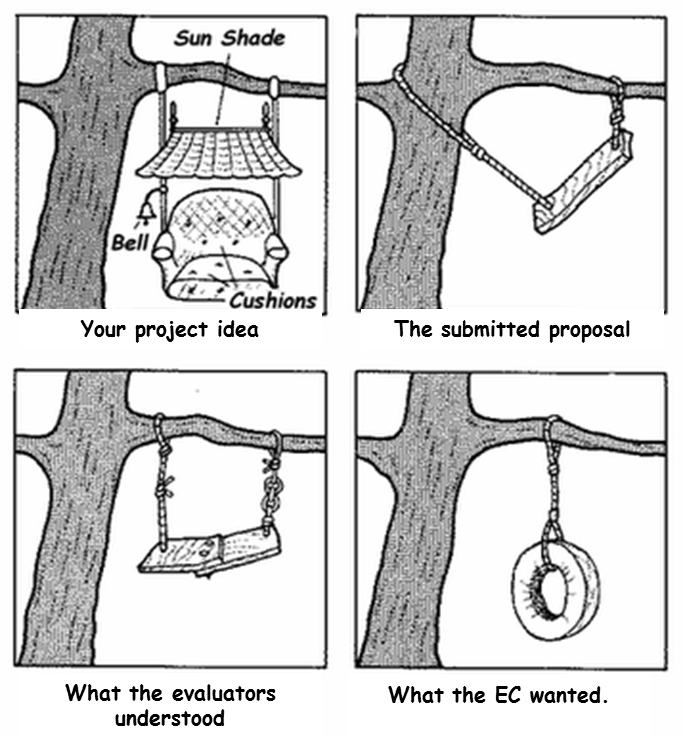 Sun Shade
Bell
Cushions
Your project idea
The submitted proposal
What the evaluators
understood
What the EC wanted.